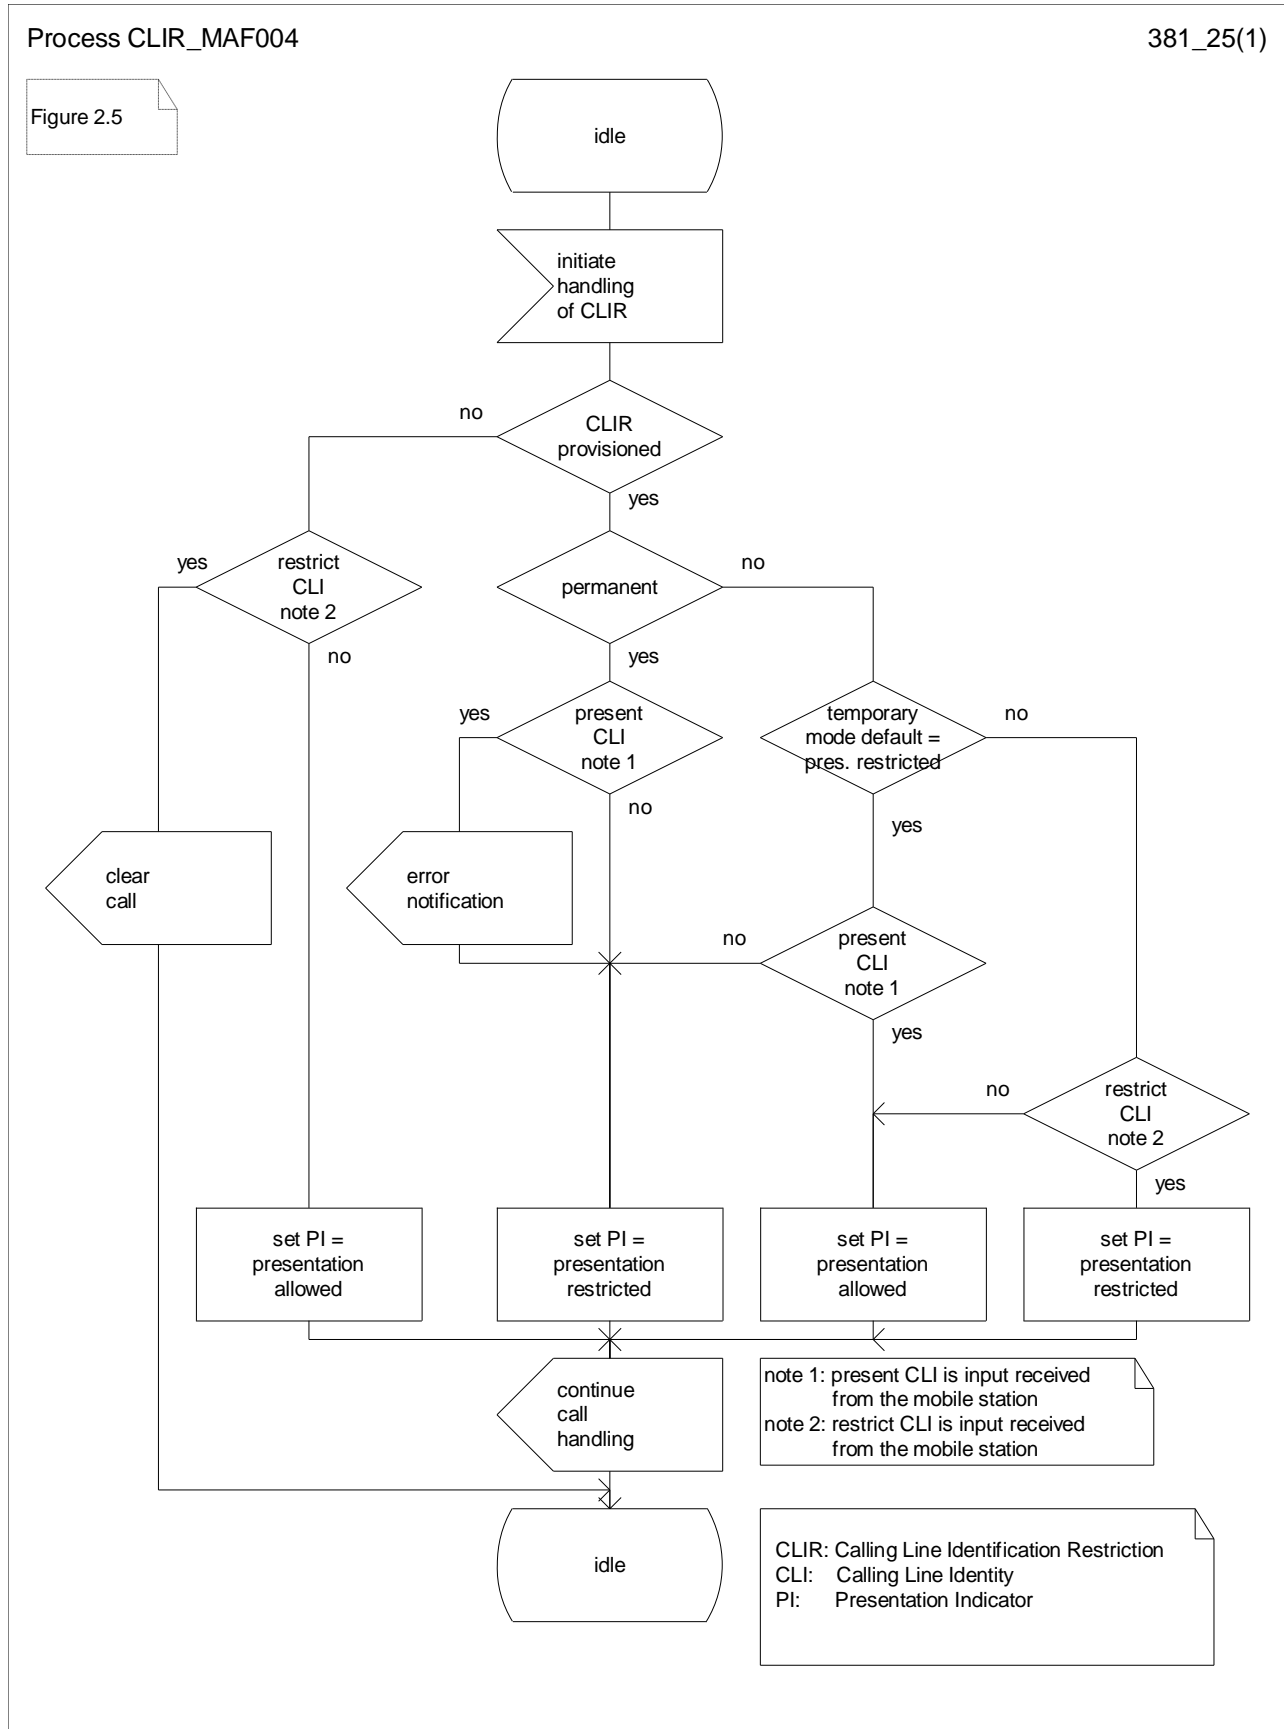 Process CLIR_MAF004
381_25(1)
Figure 2.5
idle
initiate
handling
of CLIR
CLIR
provisioned
no
yes
restrict
CLI
note 2
yes
no
permanent
no
yes
present
CLI
note 1
yes
no
temporary
mode default =
pres. restricted
no
yes
clear
call
error
notification
present
CLI
note 1
no
yes
restrict
CLI
note 2
no
yes
set PI =
presentation
allowed
set PI =
presentation
restricted
set PI =
presentation
allowed
set PI =
presentation
restricted
continue
call
handling
note 1: present CLI is input received
from the mobile station
note 2: restrict CLI is input received
from the mobile station
idle
CLIR: Calling Line Identification Restriction
CLI: Calling Line Identity
PI: Presentation Indicator